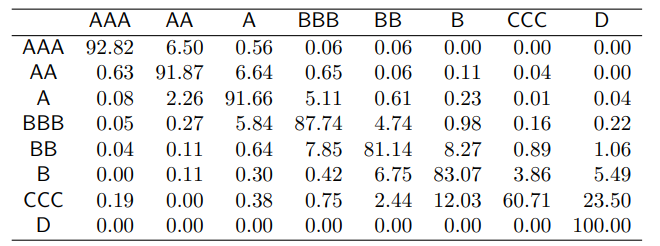 AAA AA A BBB BB B CCC D
AAA 92.82 6.50 0.56 0.06 0.06 0.00 0.00 0.00
AA 0.63 91.87 6.64 0.65 0.06 0.11 0.04 0.00
A 0.08 2.26 91.66 5.11 0.61 0.23 0.01 0.04
BBB 0.05 0.27 5.84 87.74 4.74 0.98 0.16 0.22
BB 0.04 0.11 0.64 7.85 81.14 8.27 0.89 1.06
B 0.00 0.11 0.30 0.42 6.75 83.07 3.86 5.49
CCC 0.19 0.00 0.38 0.75 2.44 12.03 60.71 23.50
D 0.00 0.00 0.00 0.00 0.00 0.00 0.00 100.00